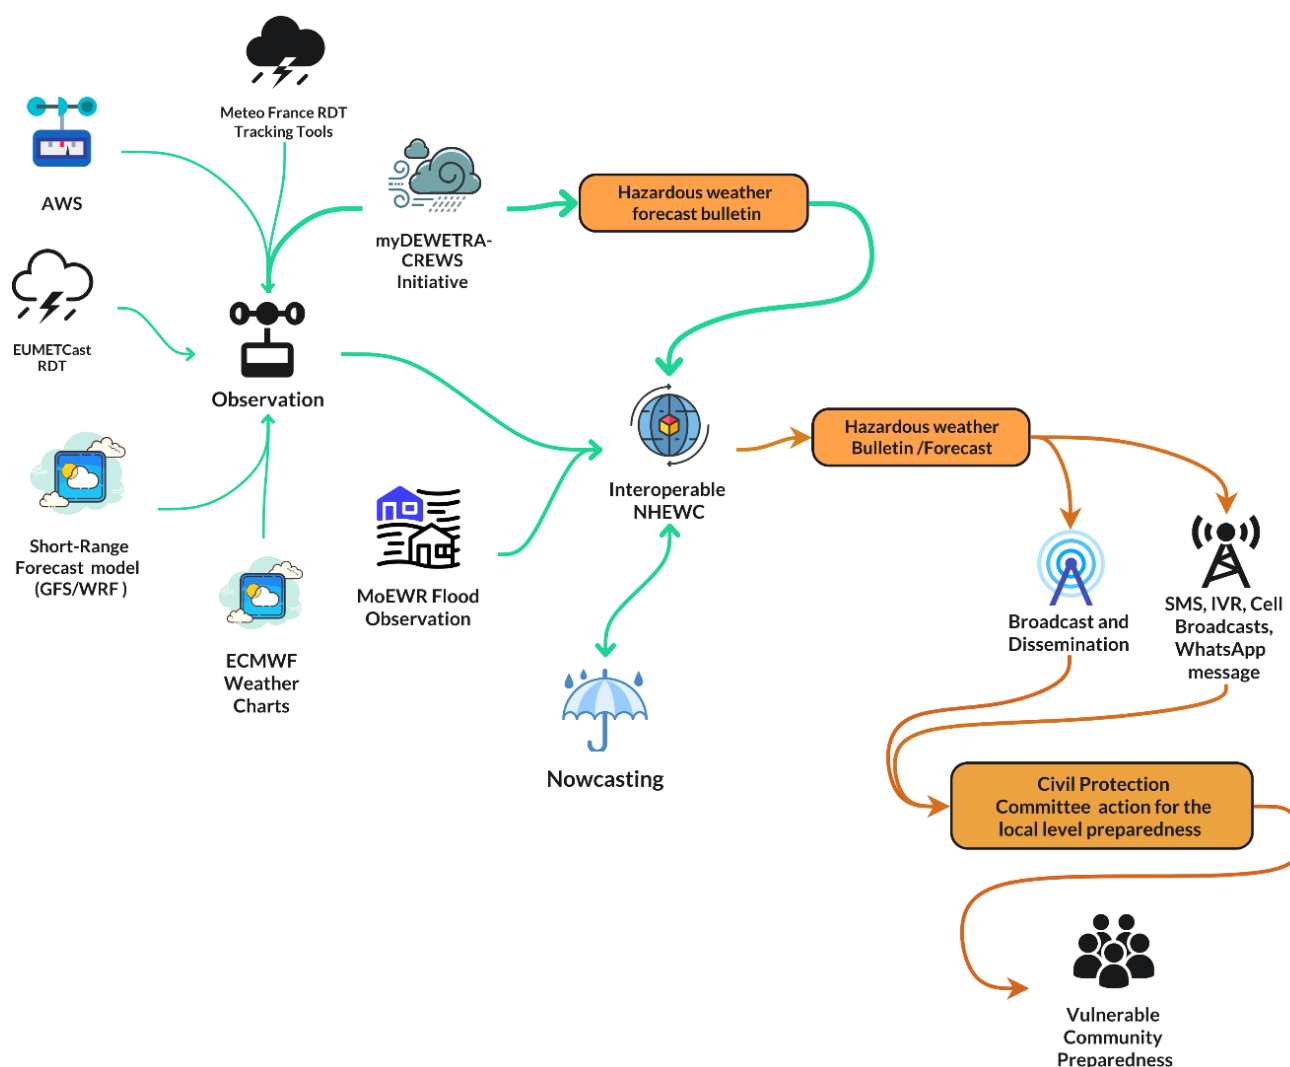 Meteo France RDT
Tracking Tools
AWS
myDEWETRA-
CREWS
Initiative
Hazardous weather
forecast bulletin
EUMETCast
RDT
Observation
Short-Range
Forecast model
(GFS/WRF )
ECMWF
Weather
Charts
MoEWR Flood
Observation
Interoperable
NHEWC
Nowcasting
Hazardous weather
Bulletin /Forecast
Broadcast and
Dissemination
SMS, IVR, Cell
Broadcasts,
WhatsApp
message
Civil Protection
Committee action for the
local level preparedness
Vulnerable
Community
Preparedness